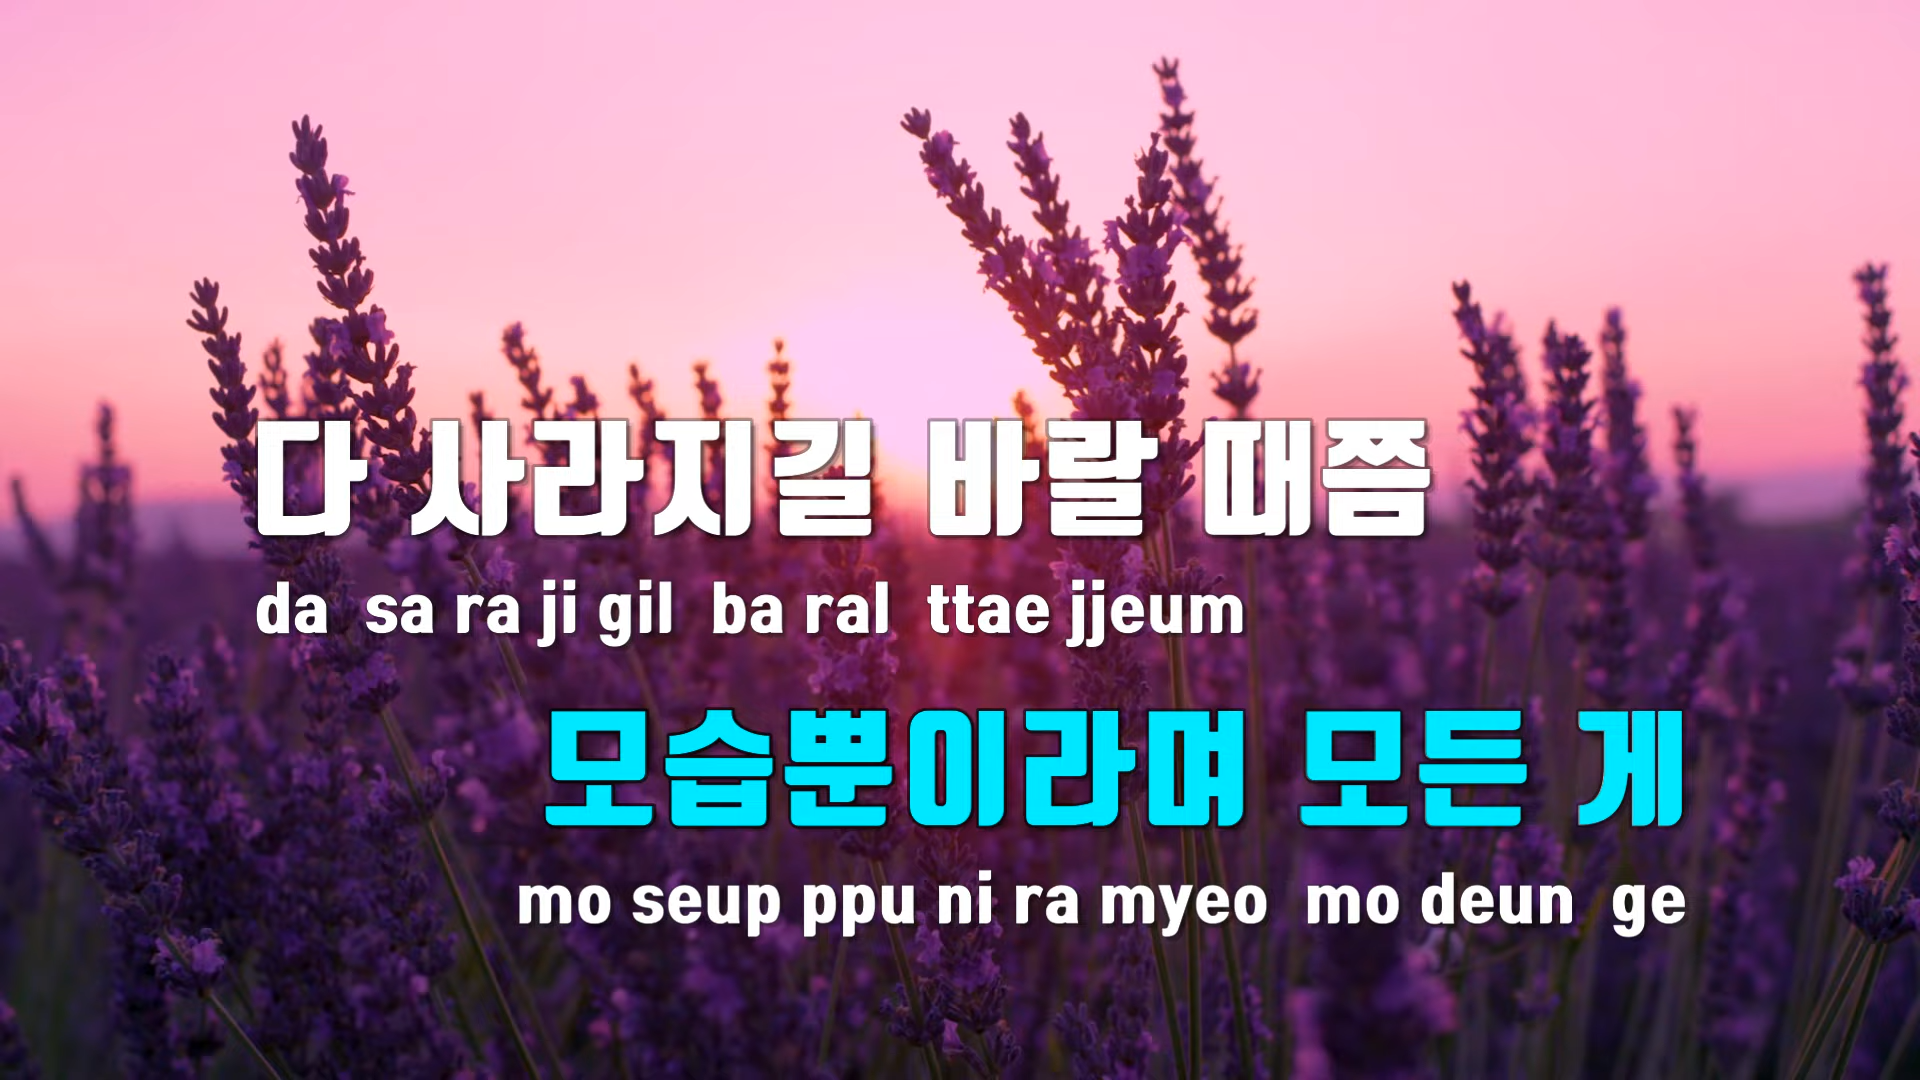 다 사라지길 바랄 때쯤
da sa ra ji gil ba ral ttae jjeum
모습뿐이라며 모든 게
mo seup ppu ni ra myeo mo deun ge